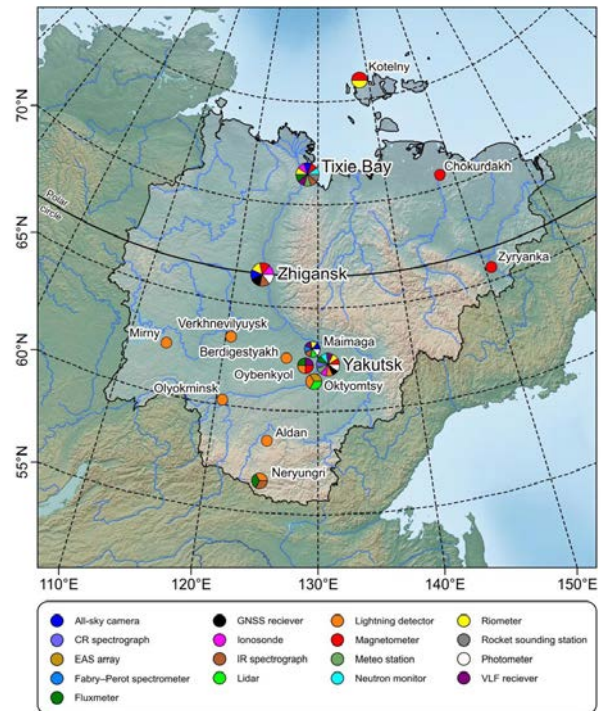 Kotelny
70°N
Tixie Bay
Chokurdakh
Polar
circle
65°N
Zhigansk
Zyryanka
Verkhnevilyuysk
Maimaga
Mirny
60°N
Berdigestyakh
Yakutsk
Oybenkyol
Oktyomtsy
Olyokminsk
Aldan
55°N
Neryungri
110°E 120°E 130°E 140°E 150°E
All-sky camera GNSS reciever Lightning detector Riometer
CR spectrograph Ionosonde Magnetometer Rocket sounding station
EAS array IR spectrograph Meteo station Photometer
Fabry–Perot spectrometer Lidar Neutron monitor VLF reciever
Fluxmeter